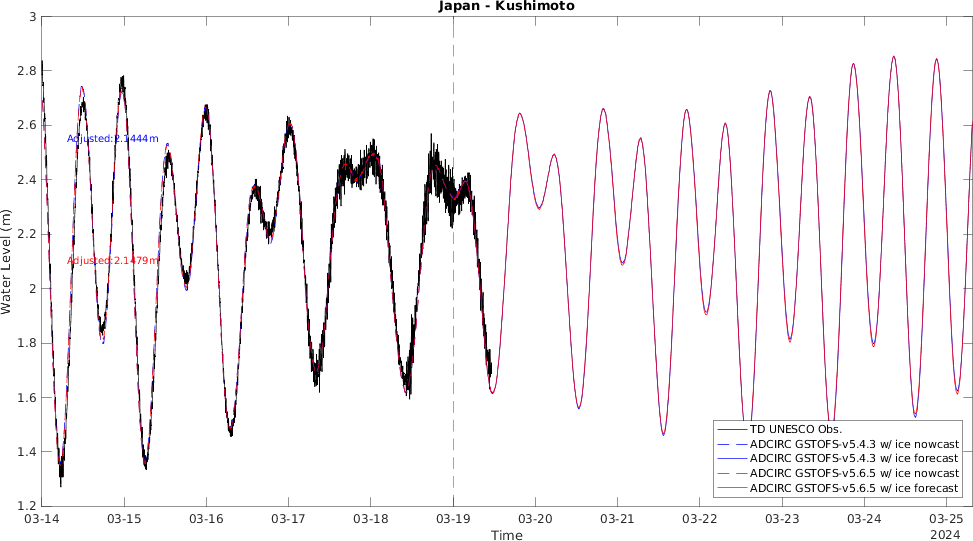 Japan - Kushimoto
Water Level (m)
3
2.8
2.6
2.4
2.2
2
1.8
1.6
1.4
1.2
Adjusted:2.1444m
Adjusted:2.1479m
TD UNESCO Obs.
ADCIRC GSTOFS-v5.4.3 w/ ice nowcast
ADCIRC GSTOFS-v5.4.3 w/ ice forecast
ADCIRC GSTOFS-v5.6.5 w/ ice nowcast
ADCIRC GSTOFS-v5.6.5 w/ ice forecast
03-14 03-15 03-16 03-17 03-18 03-19 03-20 03-21 03-22 03-23 03-24 03-25
2024
Time